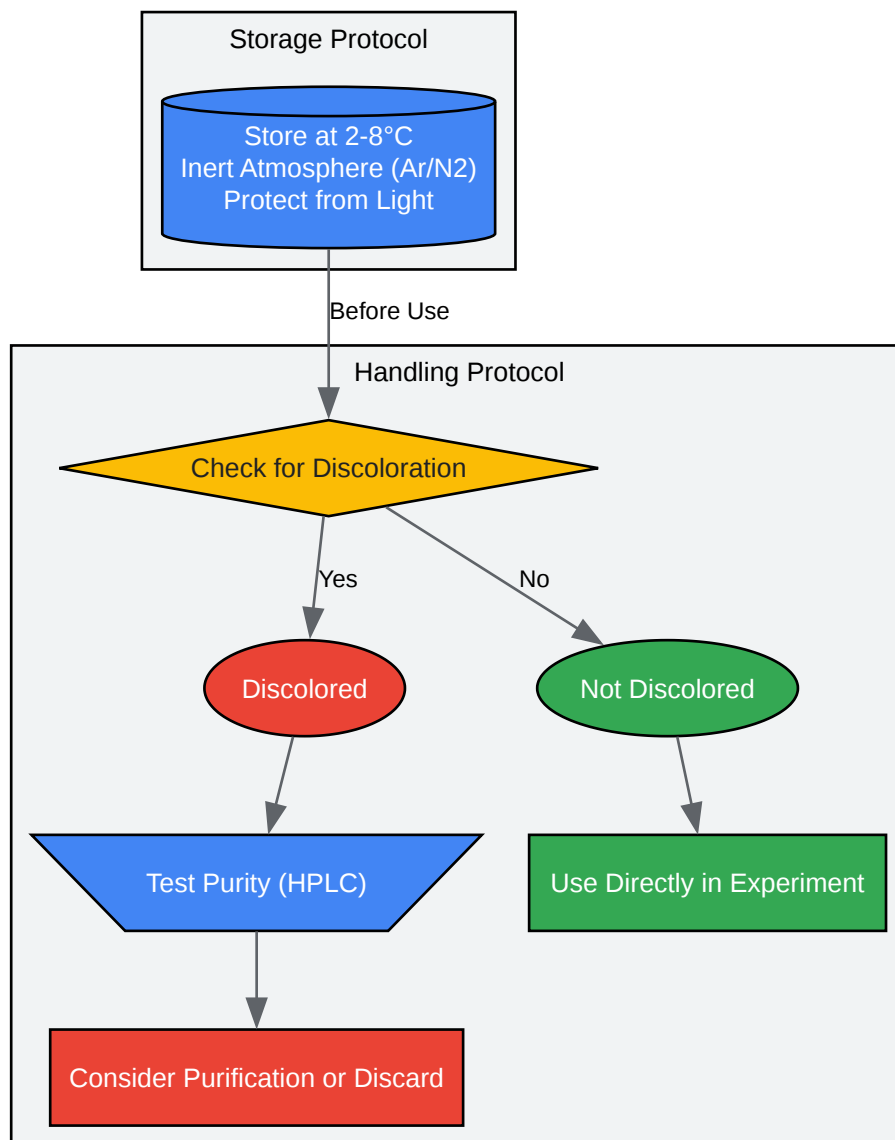 Storage Protocol
Store at 2-8°C
Inert Atmosphere (Ar/N2)
Protect from Light
Before Use
Handling Protocol
Check for Discoloration
Yes
No
Discolored
Not Discolored
Test Purity (HPLC)
Use Directly in Experiment
Consider Purification or Discard